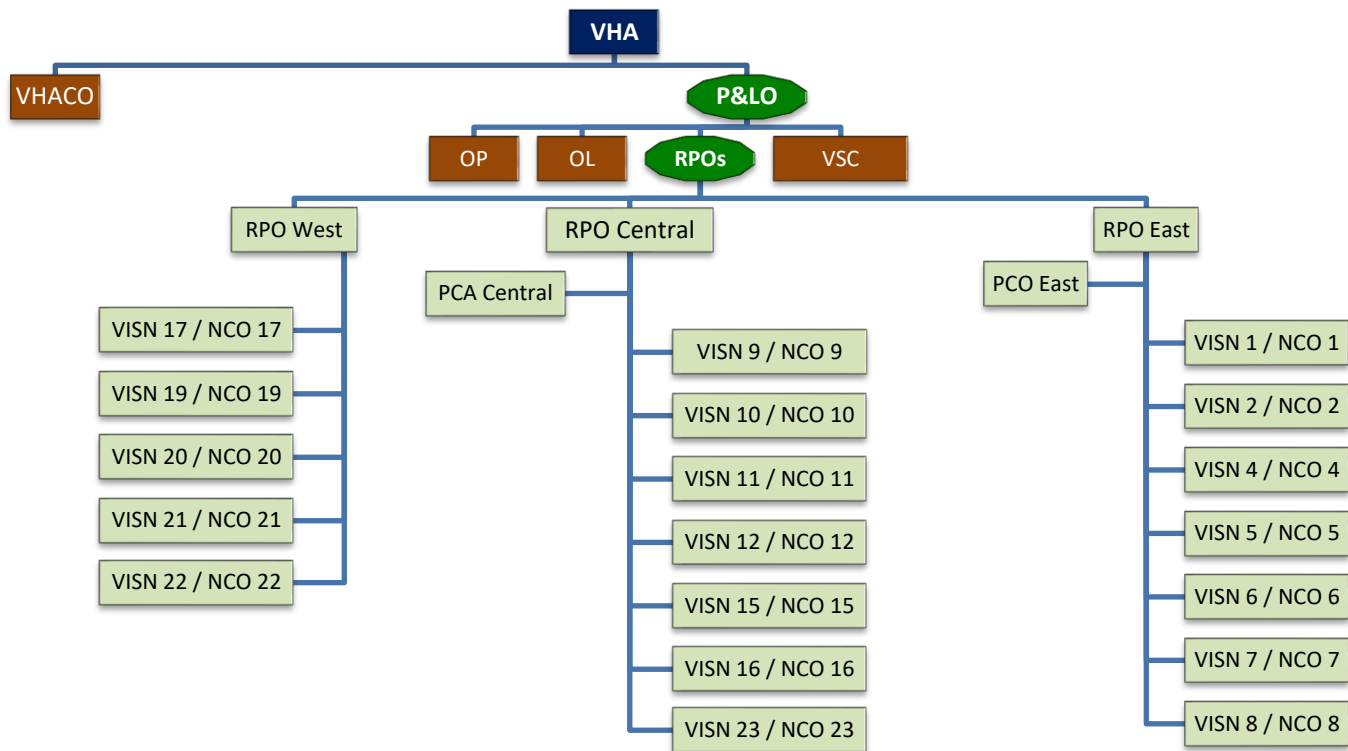 VHA
VHACO
P&LO
OP
OL
RPOs
VSC
RPO West
RPO Central
RPO East
PCA Central
PCO East
VISN 17 / NCO 17
VISN 19 / NCO 19
VISN 20 / NCO 20
VISN 21 / NCO 21
VISN 22 / NCO 22
VISN 9 / NCO 9
VISN 10 / NCO 10
VISN 11 / NCO 11
VISN 12 / NCO 12
VISN 15 / NCO 15
VISN 16 / NCO 16
VISN 23 / NCO 23
VISN 1 / NCO 1
VISN 2 / NCO 2
VISN 4 / NCO 4
VISN 5 / NCO 5
VISN 6 / NCO 6
VISN 7 / NCO 7
VISN 8 / NCO 8